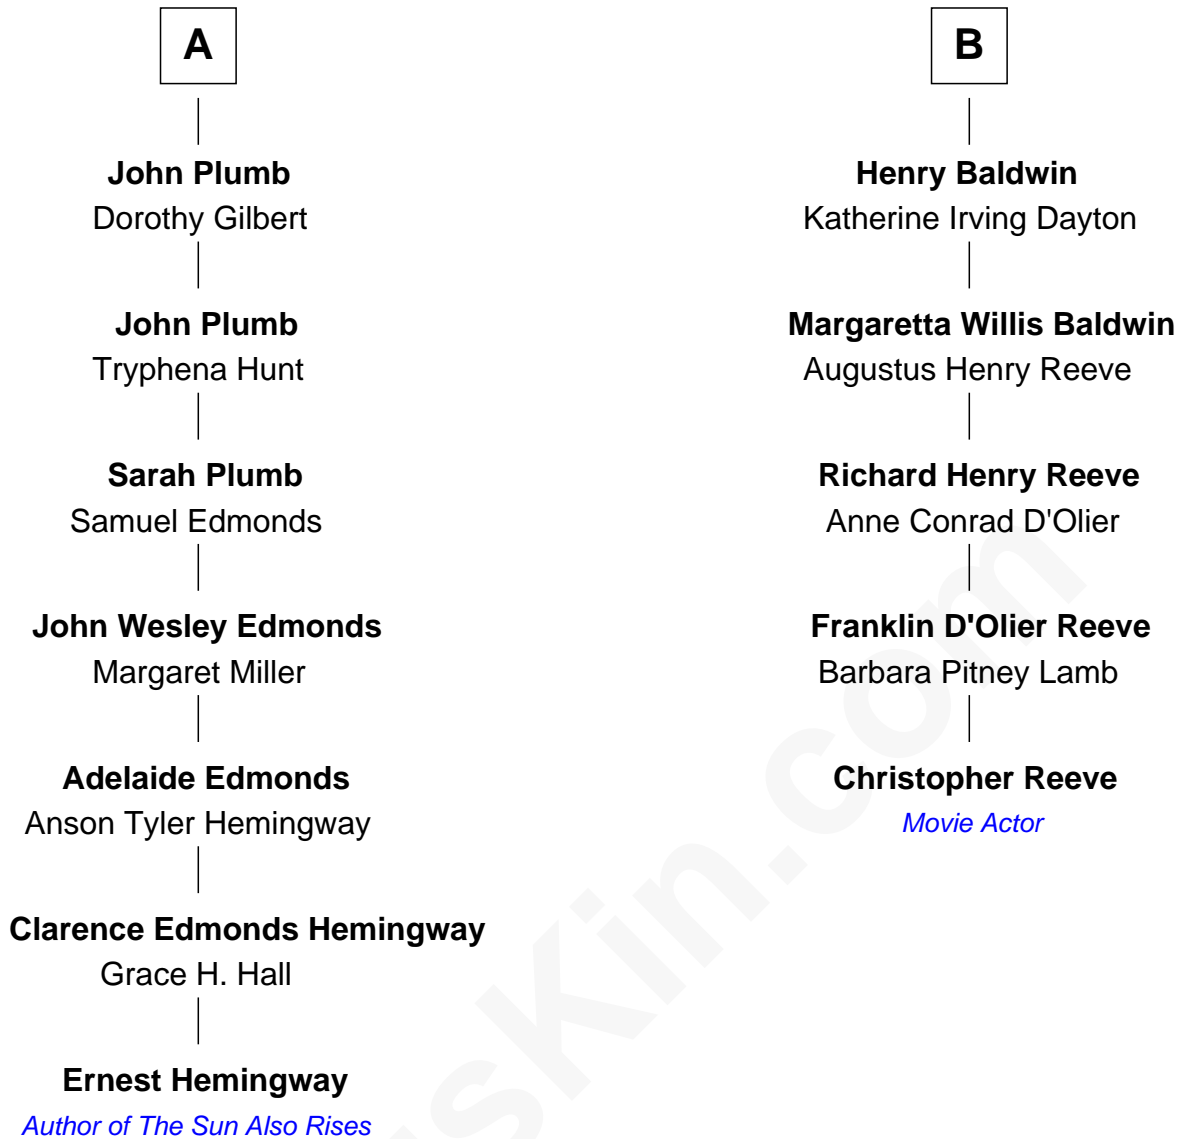 A
John Plumb
Dorothy Gilbert
John Plumb
Tryphena Hunt
Sarah Plumb
Samuel Edmonds
John Wesley Edmonds
Margaret Miller
Adelaide Edmonds
Anson Tyler Hemingway
Clarence Edmonds Hemingway
Grace H. Hall
Ernest Hemingway
Author of The Sun Also Rises
B
Henry Baldwin
Katherine Irving Dayton
Margaretta Willis Baldwin
Augustus Henry Reeve
Richard Henry Reeve
Anne Conrad D'Olier
Franklin D'Olier Reeve
Barbara Pitney Lamb
Christopher Reeve
Movie Actor